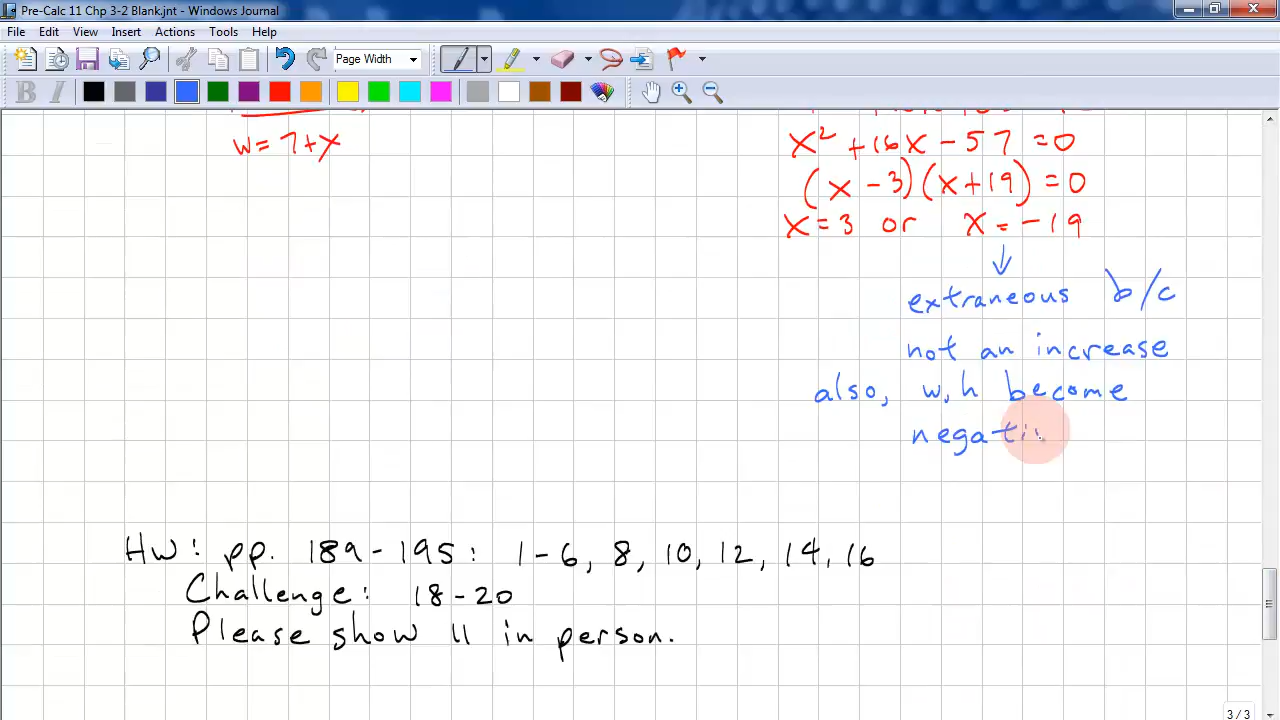 Pre-Calc 11 Chp 3-2 Blank.jnt - Windows Journal
File Edit View Insert Actions Tools Help
Page Width
B I
w = 7 + x
x² + 16x - 57 = 0
(x - 3)(x + 19) = 0
x = 3 or x = -19
↓
extraneous b/c
not an increase
also, w, h become
negati
HW: pp. 189 - 195: 1 - 6, 8, 10, 12, 14, 16
Challenge: 18 - 20
Please show 11 in person.
3 / 3